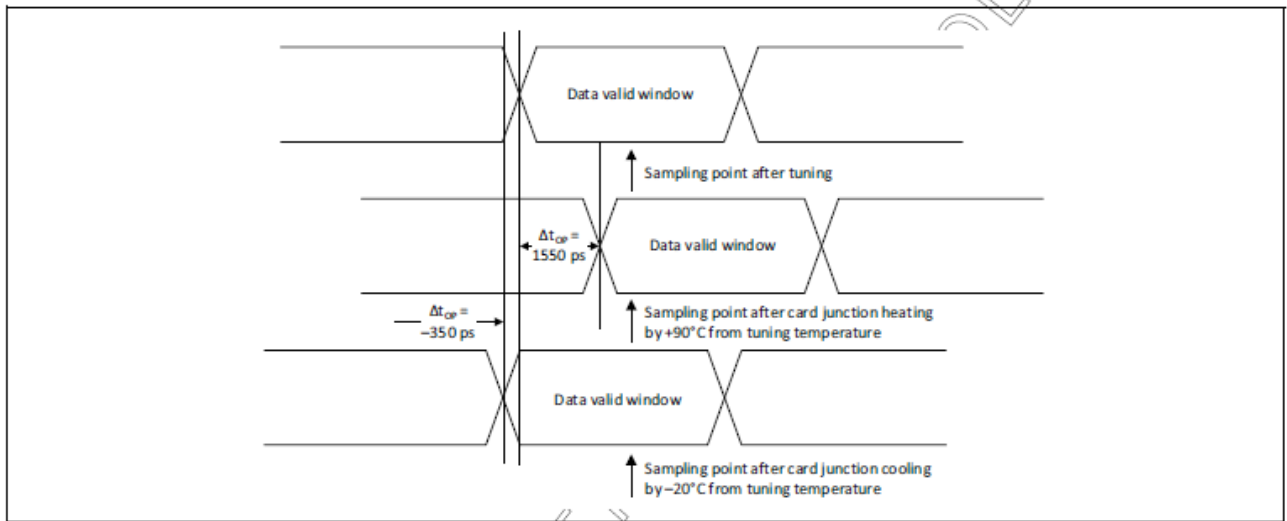 Data valid window
Sampling point after tuning
Δtop =
1550 ps
Data valid window
Δtop =
–350 ps
Sampling point after card junction heating
by +90°C from tuning temperature
Data valid window
Sampling point after card junction cooling
by –20°C from tuning temperature